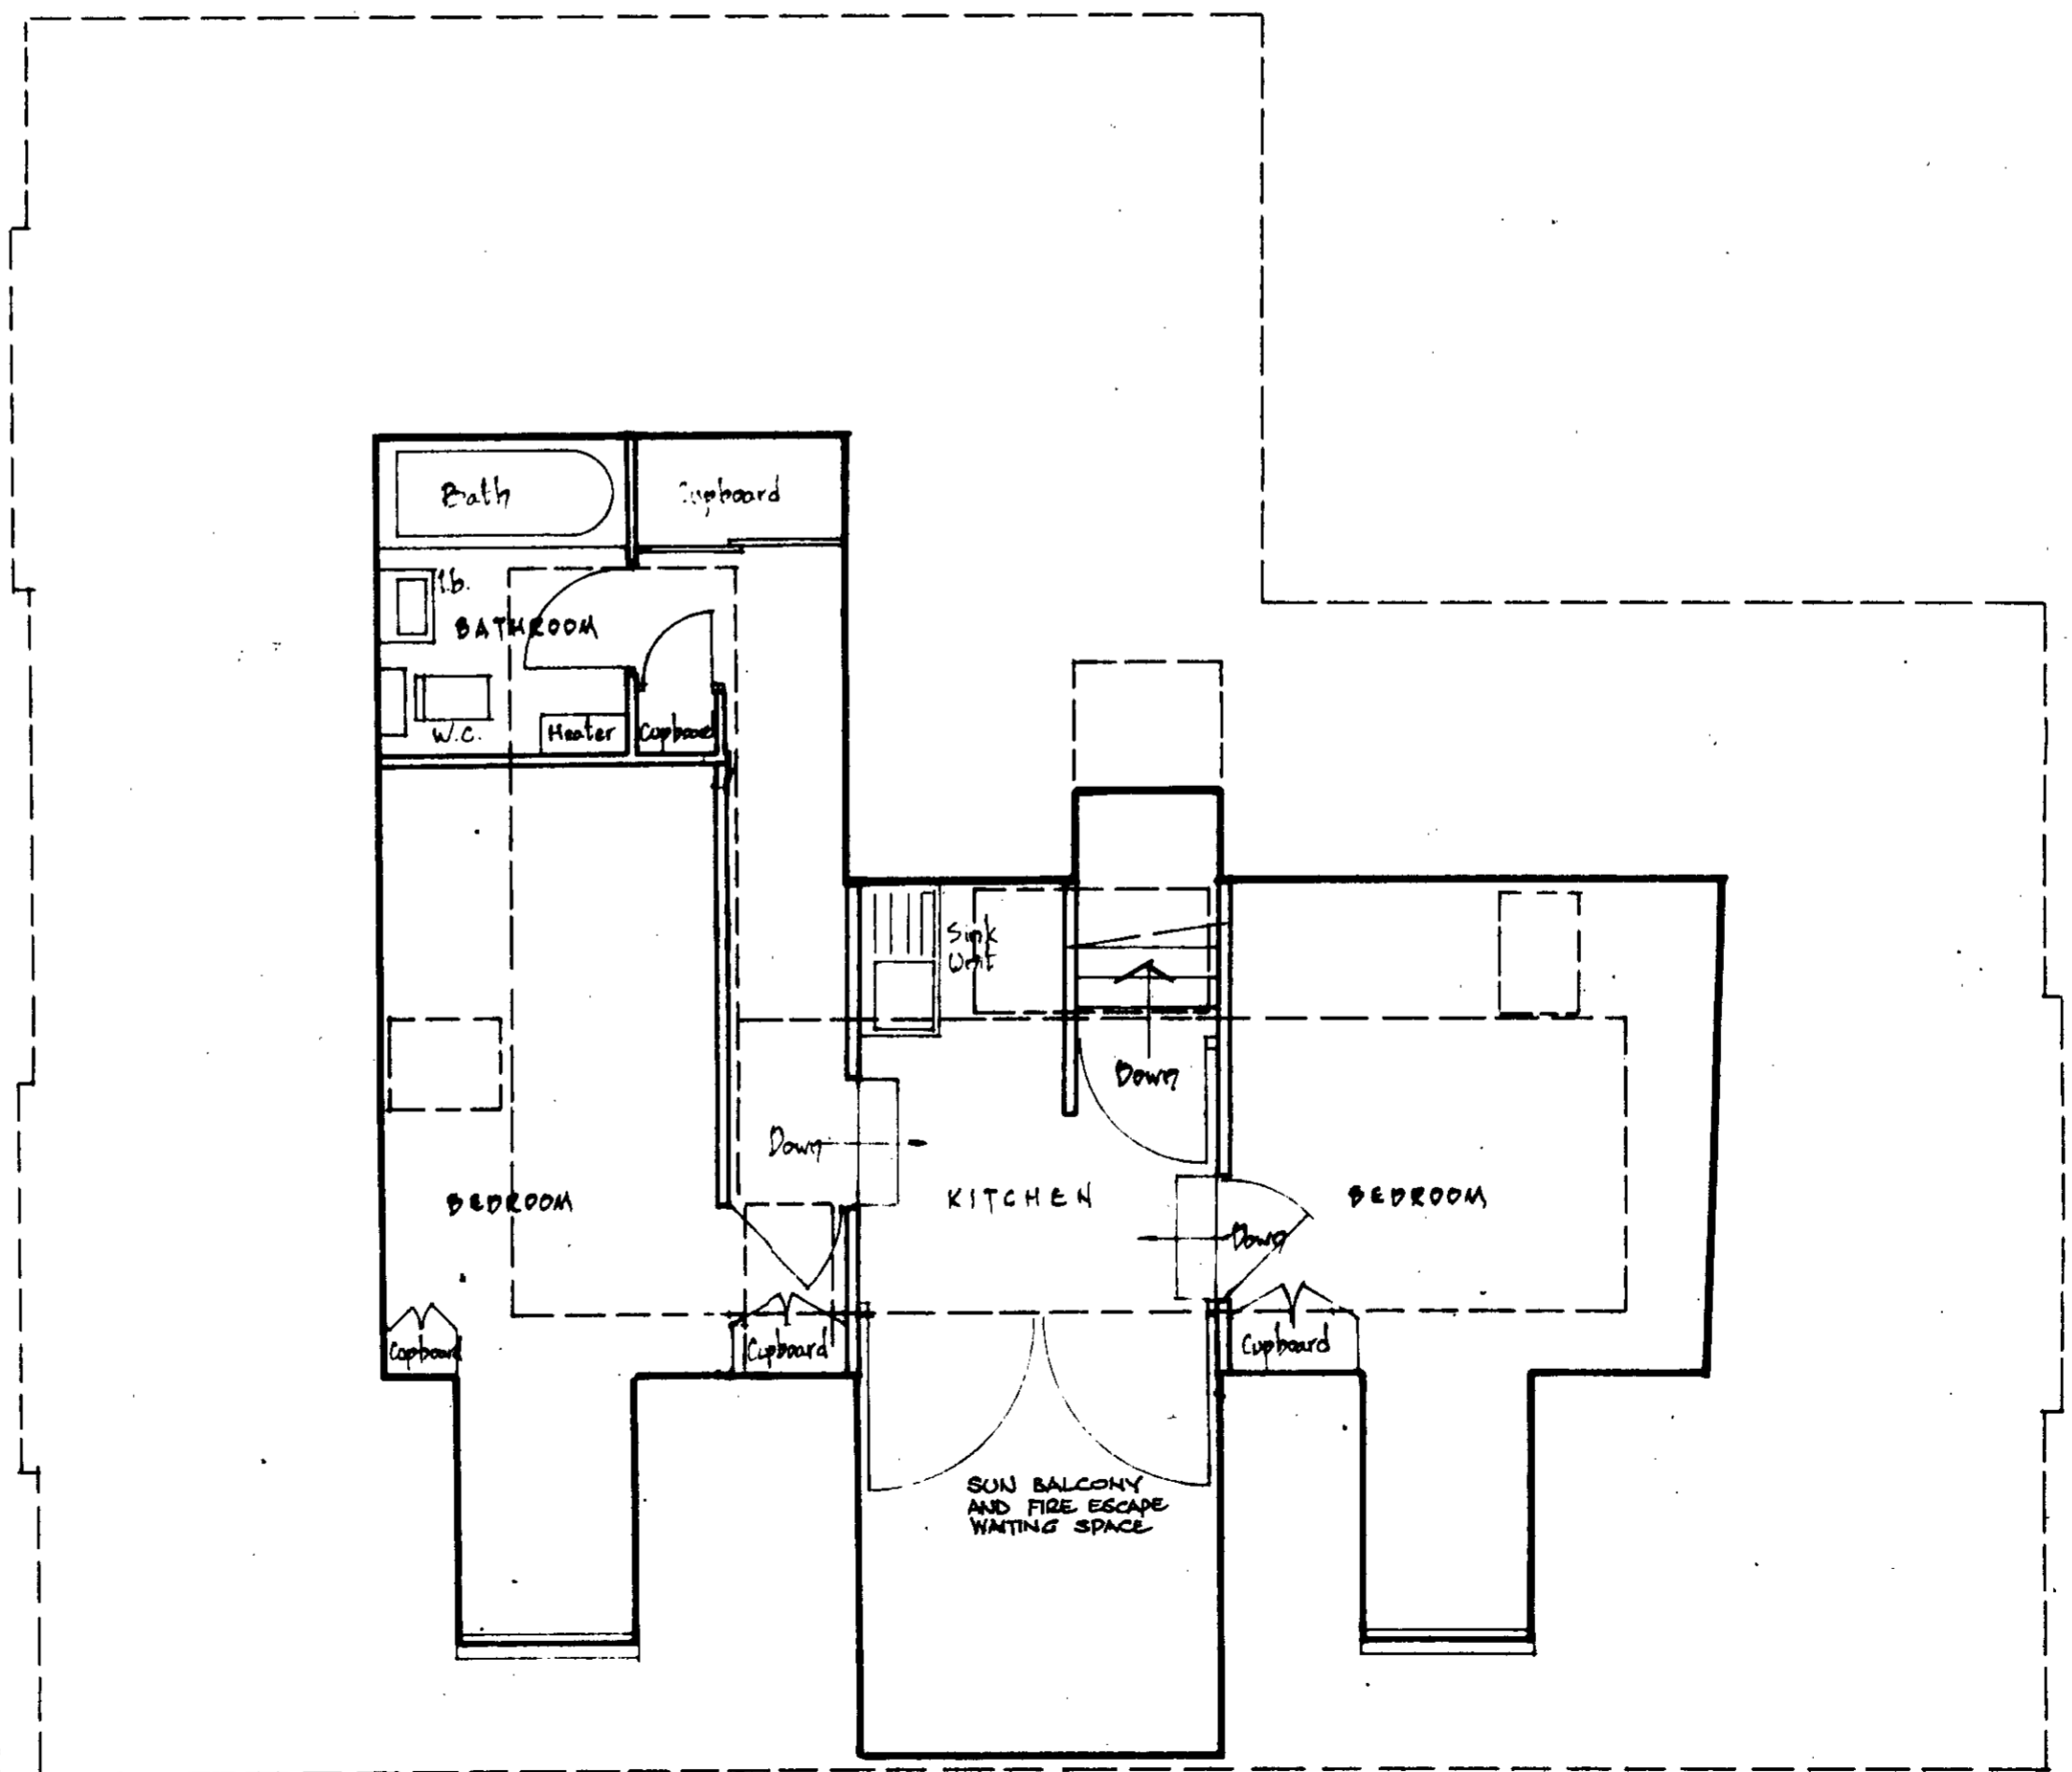 Bath
Cupboard
l.b.
BATHROOM
W.C.
Heater
Cupboard
Sink
Unit
Down
Down
BEDROOM
KITCHEN
BEDROOM
Down
Cupboard
Cupboard
Cupboard
SUN BALCONY
AND FIRE ESCAPE
WAITING SPACE